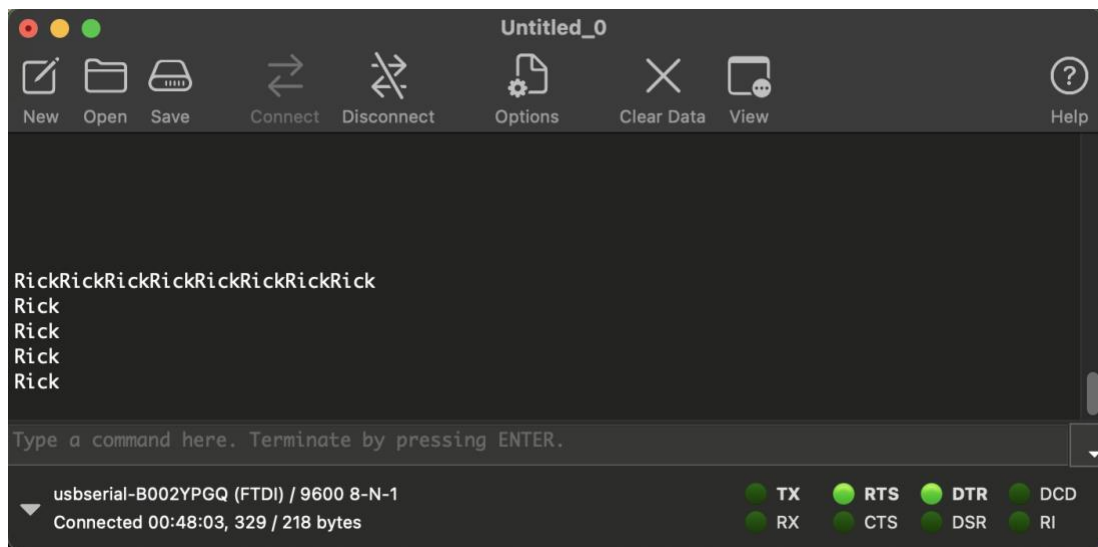 Untitled_0
New Open Save Connect Disconnect Options Clear Data View Help
RickRickRickRickRickRickRickRick
Rick
Rick
Rick
Rick
Type a command here. Terminate by pressing ENTER.
usbserial-B002YPGQ (FTDI) / 9600 8-N-1 TX RTS DTR DCD
Connected 00:48:03, 329 / 218 bytes RX CTS DSR RI